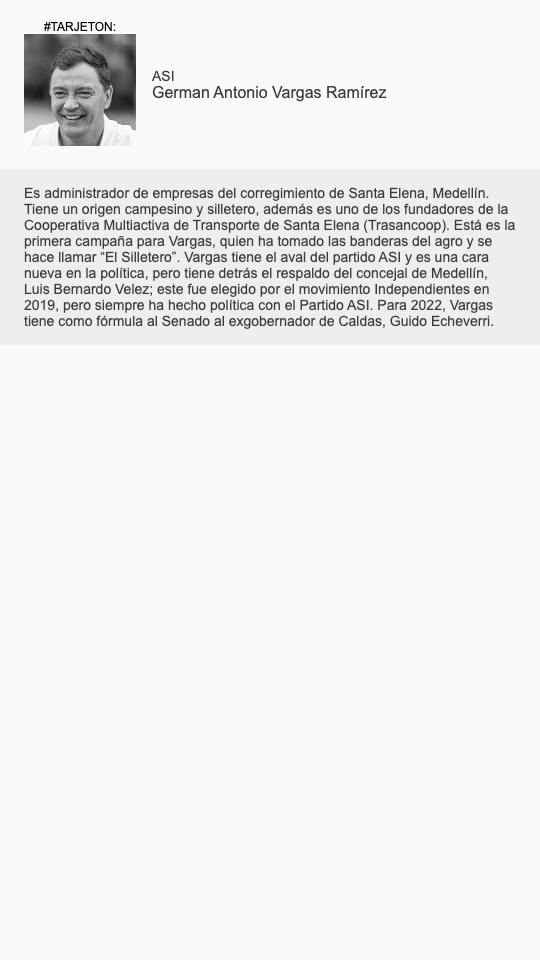 #TARJETON:
ASI
German Antonio Vargas Ramírez
Es administrador de empresas del corregimiento de Santa Elena, Medellín.
Tiene un origen campesino y silletero, además es uno de los fundadores de la
Cooperativa Multiactiva de Transporte de Santa Elena (Trasancoop). Está es la
primera campaña para Vargas, quien ha tomado las banderas del agro y se
hace llamar “El Silletero”. Vargas tiene el aval del partido ASI y es una cara
nueva en la política, pero tiene detrás el respaldo del concejal de Medellín,
Luis Bernardo Velez; este fue elegido por el movimiento Independientes en
2019, pero siempre ha hecho política con el Partido ASI. Para 2022, Vargas
tiene como fórmula al Senado al exgobernador de Caldas, Guido Echeverri.